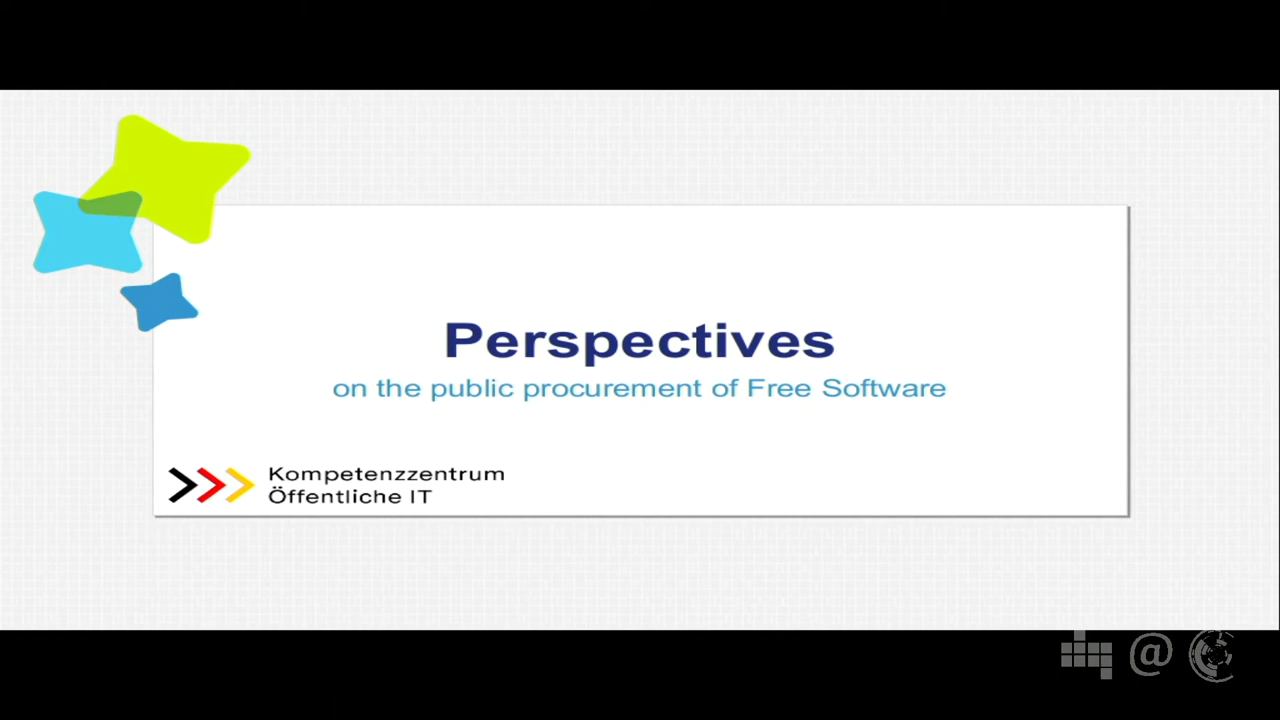 Perspectives
on the public procurement of Free Software
Kompetenzzentrum
Öffentliche IT
@